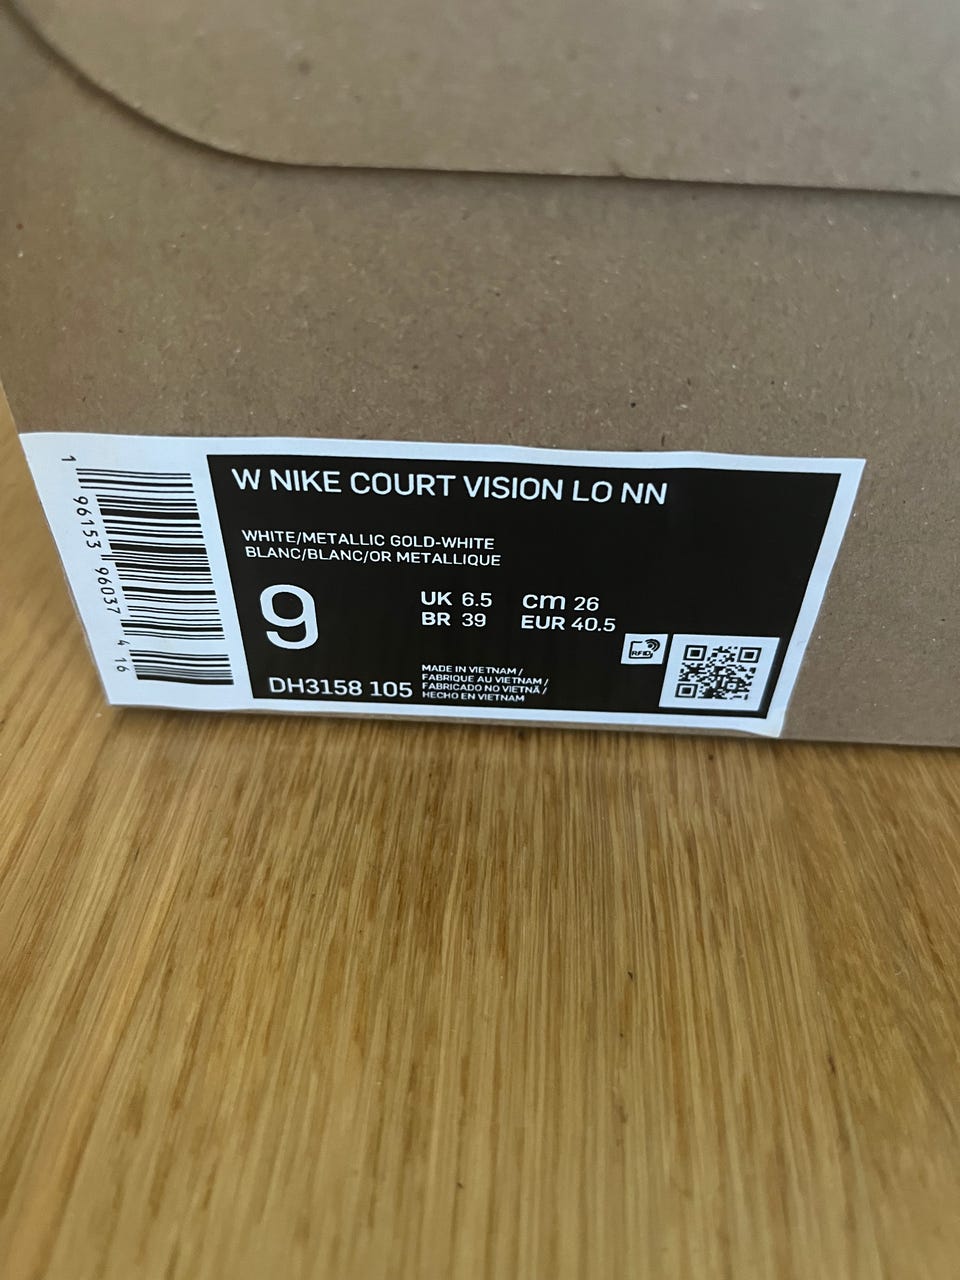 W NIKE COURT VISION LO NN
WHITE/METALLIC GOLD-WHITE
BLANC/BLANC/OR METALLIQUE
9
UK 6.5 cm 26
BR 39 EUR 40.5
RFID
DH3158 105
MADE IN VIETNAM /
FABRIQUE AU VIETNAM /
FABRICADO NO VIETNÃ /
HECHO EN VIETNAM
1 96153 96037 4 16